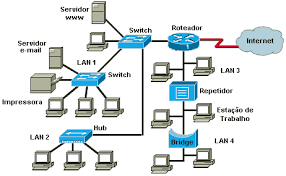 Servidor
www
Switch
Roteador
Internet
Servidor
e-mail
LAN 1
Switch
LAN 3
Impressora
Repetidor
Estação de
Trabalho
Hub
LAN 2
Bridge
LAN 4